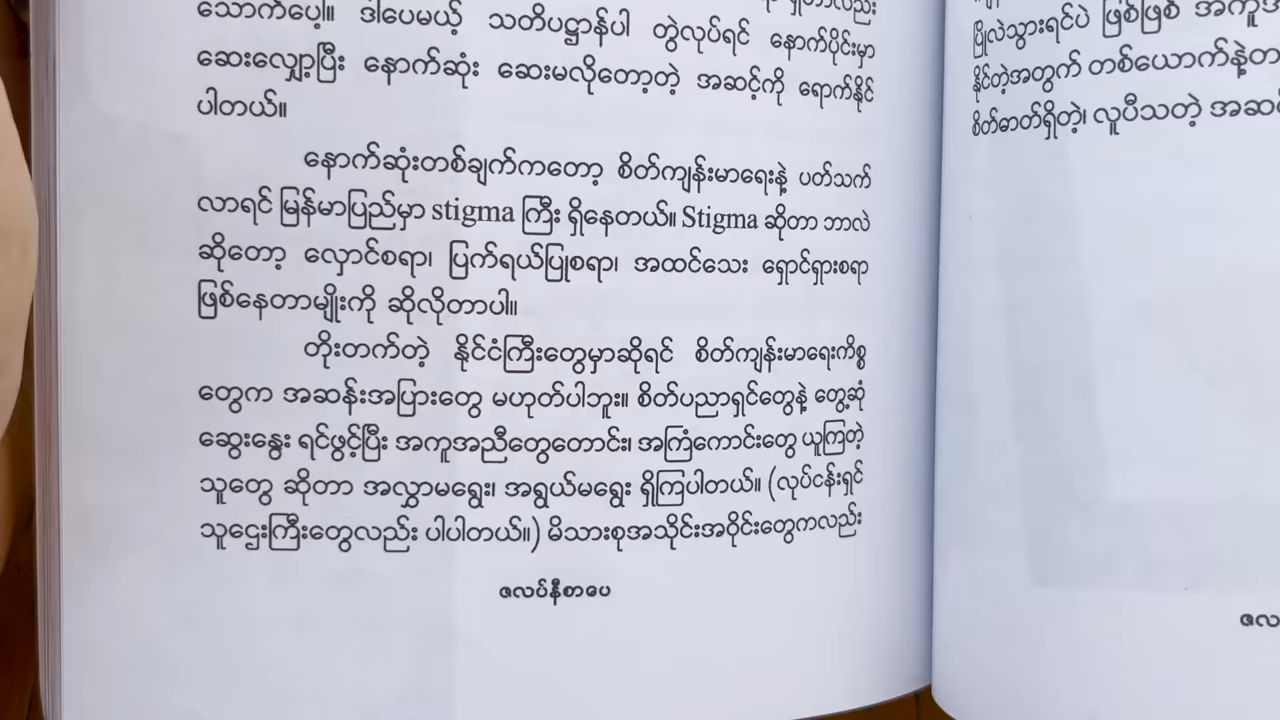 သောက်ပေါ့။ ဒါပေမယ့် သတိပဋ္ဌာန်ပါ တွဲလုပ်ရင် နောက်ပိုင်းမှာ
ဆေးလျှော့ပြီး နောက်ဆုံး ဆေးမလိုတော့တဲ့ အဆင့်ကို ရောက်နိုင်
ပါတယ်။
နောက်ဆုံးတစ်ချက်ကတော့ စိတ်ကျန်းမာရေးနဲ့ ပတ်သက်
လာရင် မြန်မာပြည်မှာ stigma ကြီး ရှိနေတယ်။ Stigma ဆိုတာ ဘာလဲ
ဆိုတော့ လှောင်စရာ၊ ပြက်ရယ်ပြုစရာ၊ အထင်သေး ရှောင်ရှားစရာ
ဖြစ်နေတာမျိုးကို ဆိုလိုတာပါ။
တိုးတက်တဲ့ နိုင်ငံကြီးတွေမှာဆိုရင် စိတ်ကျန်းမာရေးကိစ္စ
တွေက အဆန်းအပြားတွေ မဟုတ်ပါဘူး။ စိတ်ပညာရှင်တွေနဲ့ တွေ့ဆုံ
ဆွေးနွေး ရင်ဖွင့်ပြီး အကူအညီတွေတောင်း၊ အကြံကောင်းတွေ ယူကြတဲ့
သူတွေ ဆိုတာ အလွှာမရွေး၊ အရွယ်မရွေး ရှိကြပါတယ်။ (လုပ်ငန်းရှင်
သူဌေးကြီးတွေလည်း ပါပါတယ်။) မိသားစုအသိုင်းအဝိုင်းတွေကလည်း
ဇလပ်နီစာပေ
ပြိုလဲသွားရင်ပဲ ဖြစ်ဖြစ်
နိုင်တဲ့အတွက် တစ်ယောက်နဲ့တ
စိတ်ဓာတ်ရှိတဲ့၊ လူပီသတဲ့